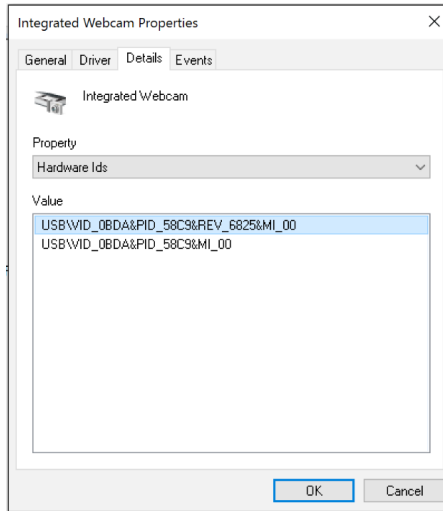 Integrated Webcam Properties
General Driver Details Events
Integrated Webcam
Property
Hardware Ids
Value
USB\VID_0BDA&PID_58C9&REV_6825&MI_00
USB\VID_0BDA&PID_58C9&MI_00
OK Cancel